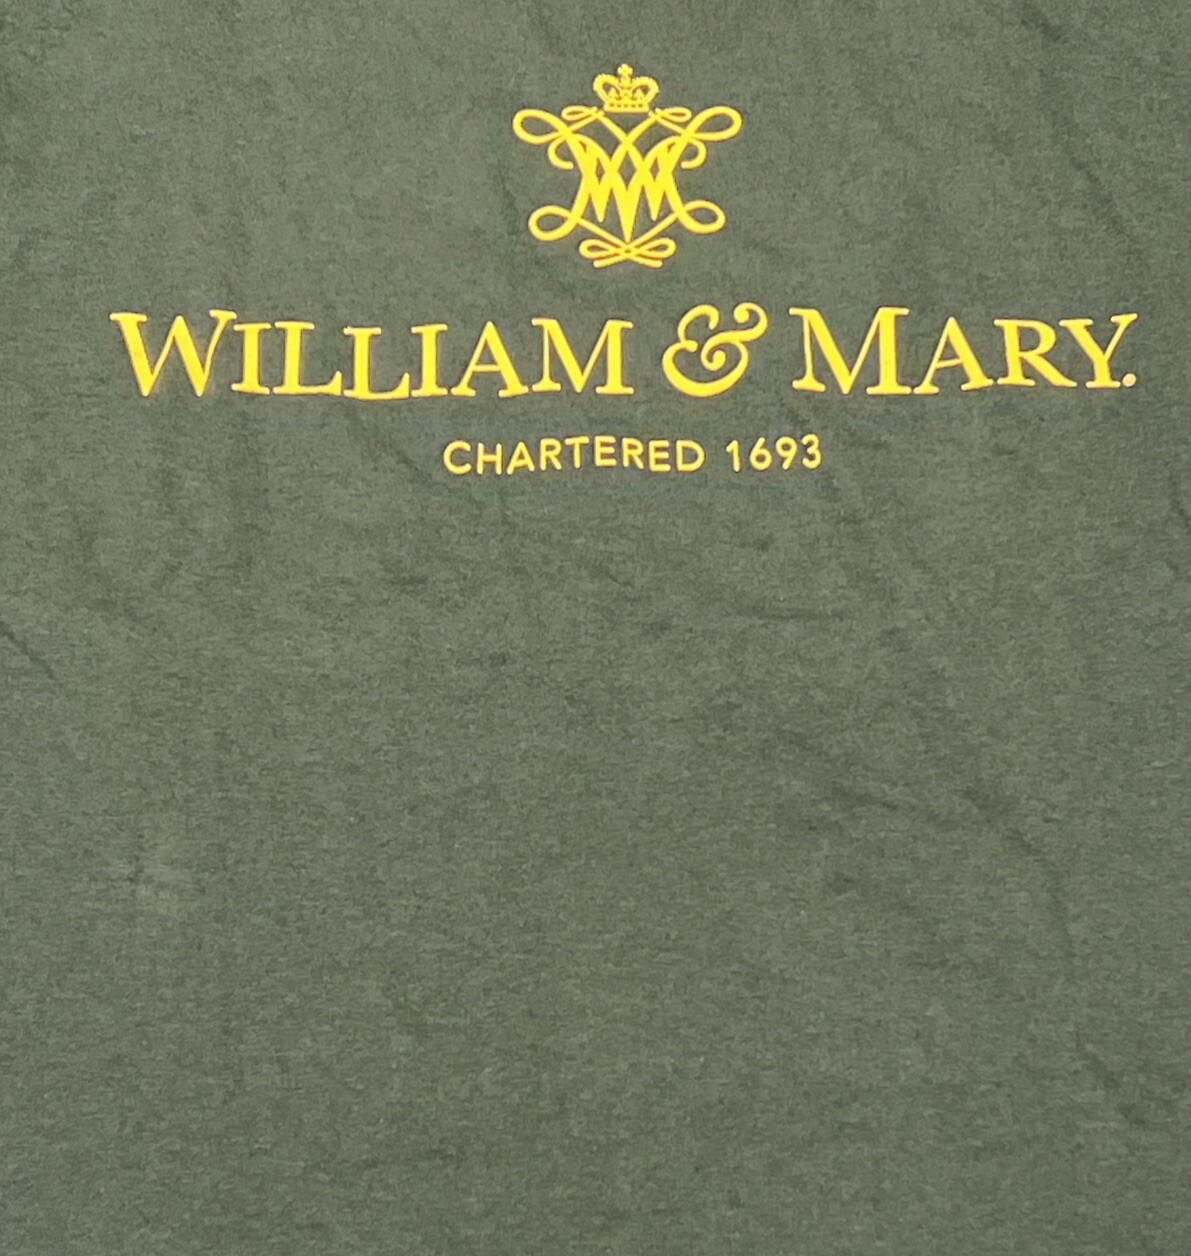 WILLIAM & MARY.
CHARTERED 1693